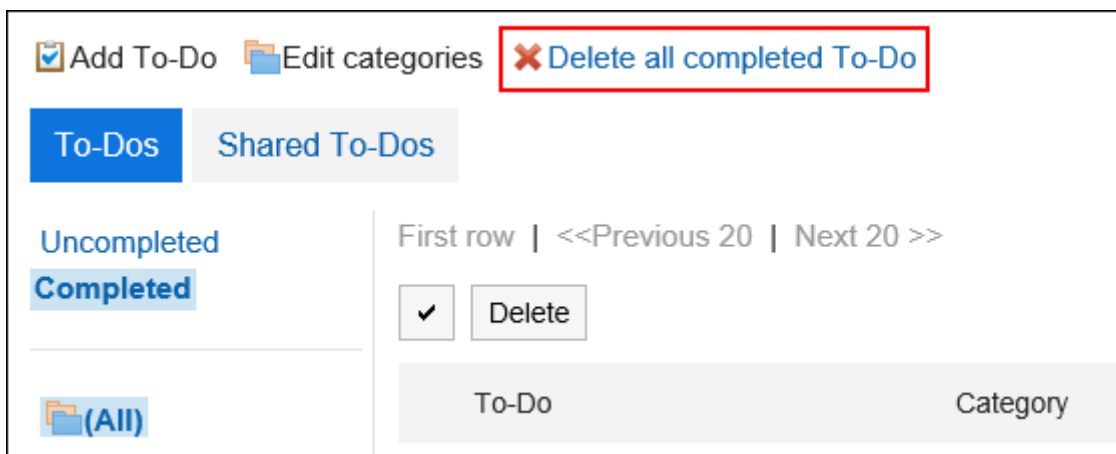 Add To-Do Edit categories Delete all completed To-Do
To-Dos Shared To-Dos
Uncompleted
Completed
(All)
First row | <<Previous 20 | Next 20 >>
Delete
To-Do Category